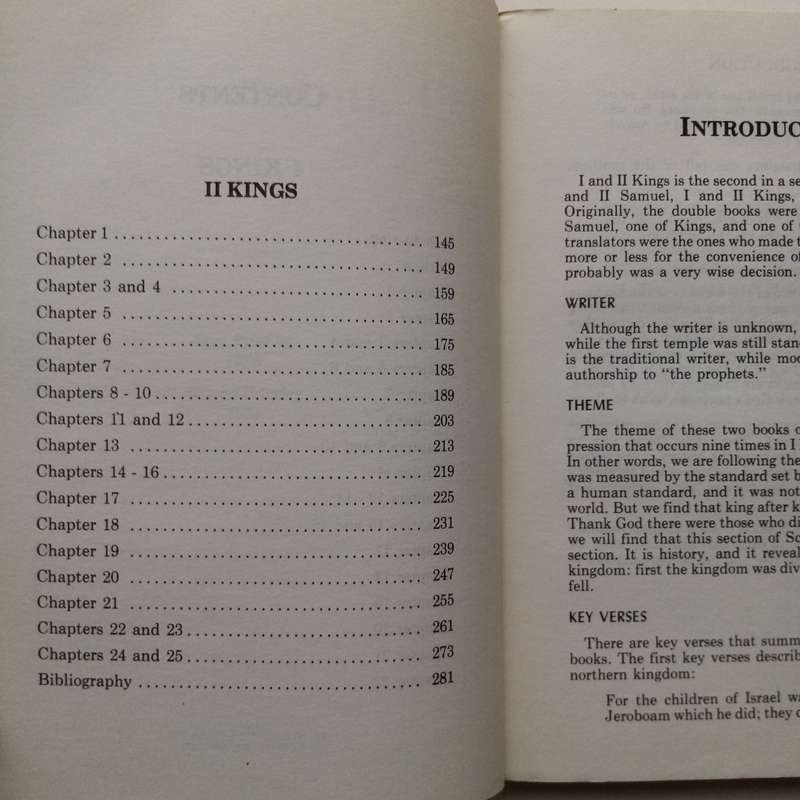 II KINGS
Chapter 1 .................................... 145
Chapter 2 .................................... 149
Chapter 3 and 4 .............................. 159
Chapter 5 .................................... 165
Chapter 6 .................................... 175
Chapter 7 .................................... 185
Chapters 8 - 10 ................................ 189
Chapters 11 and 12 ............................ 203
Chapter 13 ................................... 213
Chapters 14 - 16 ............................... 219
Chapter 17 ................................... 225
Chapter 18 ................................... 231
Chapter 19 ................................... 239
Chapter 20 ................................... 247
Chapter 21 ................................... 255
Chapters 22 and 23 ............................ 261
Chapters 24 and 25 ............................ 273
Bibliography .................................. 281
INTRODUC
I and II Kings is the second in a se
and II Samuel, I and II Kings,
Originally, the double books were
Samuel, one of Kings, and one of
translators were the ones who made t
more or less for the convenience of
probably was a very wise decision.
WRITER
Although the writer is unknown,
while the first temple was still stan
is the traditional writer, while mod
authorship to “the prophets.”
THEME
The theme of these two books
pression that occurs nine times in I
In other words, we are following the
was measured by the standard set b
a human standard, and it was not
world. But we find that king after k
Thank God there were those who di
we will find that this section of Sc
section. It is history, and it reveal
kingdom: first the kingdom was div
fell.
KEY VERSES
There are key verses that summ
books. The first key verses describ
northern kingdom:
For the children of Israel wa
Jeroboam which he did; they